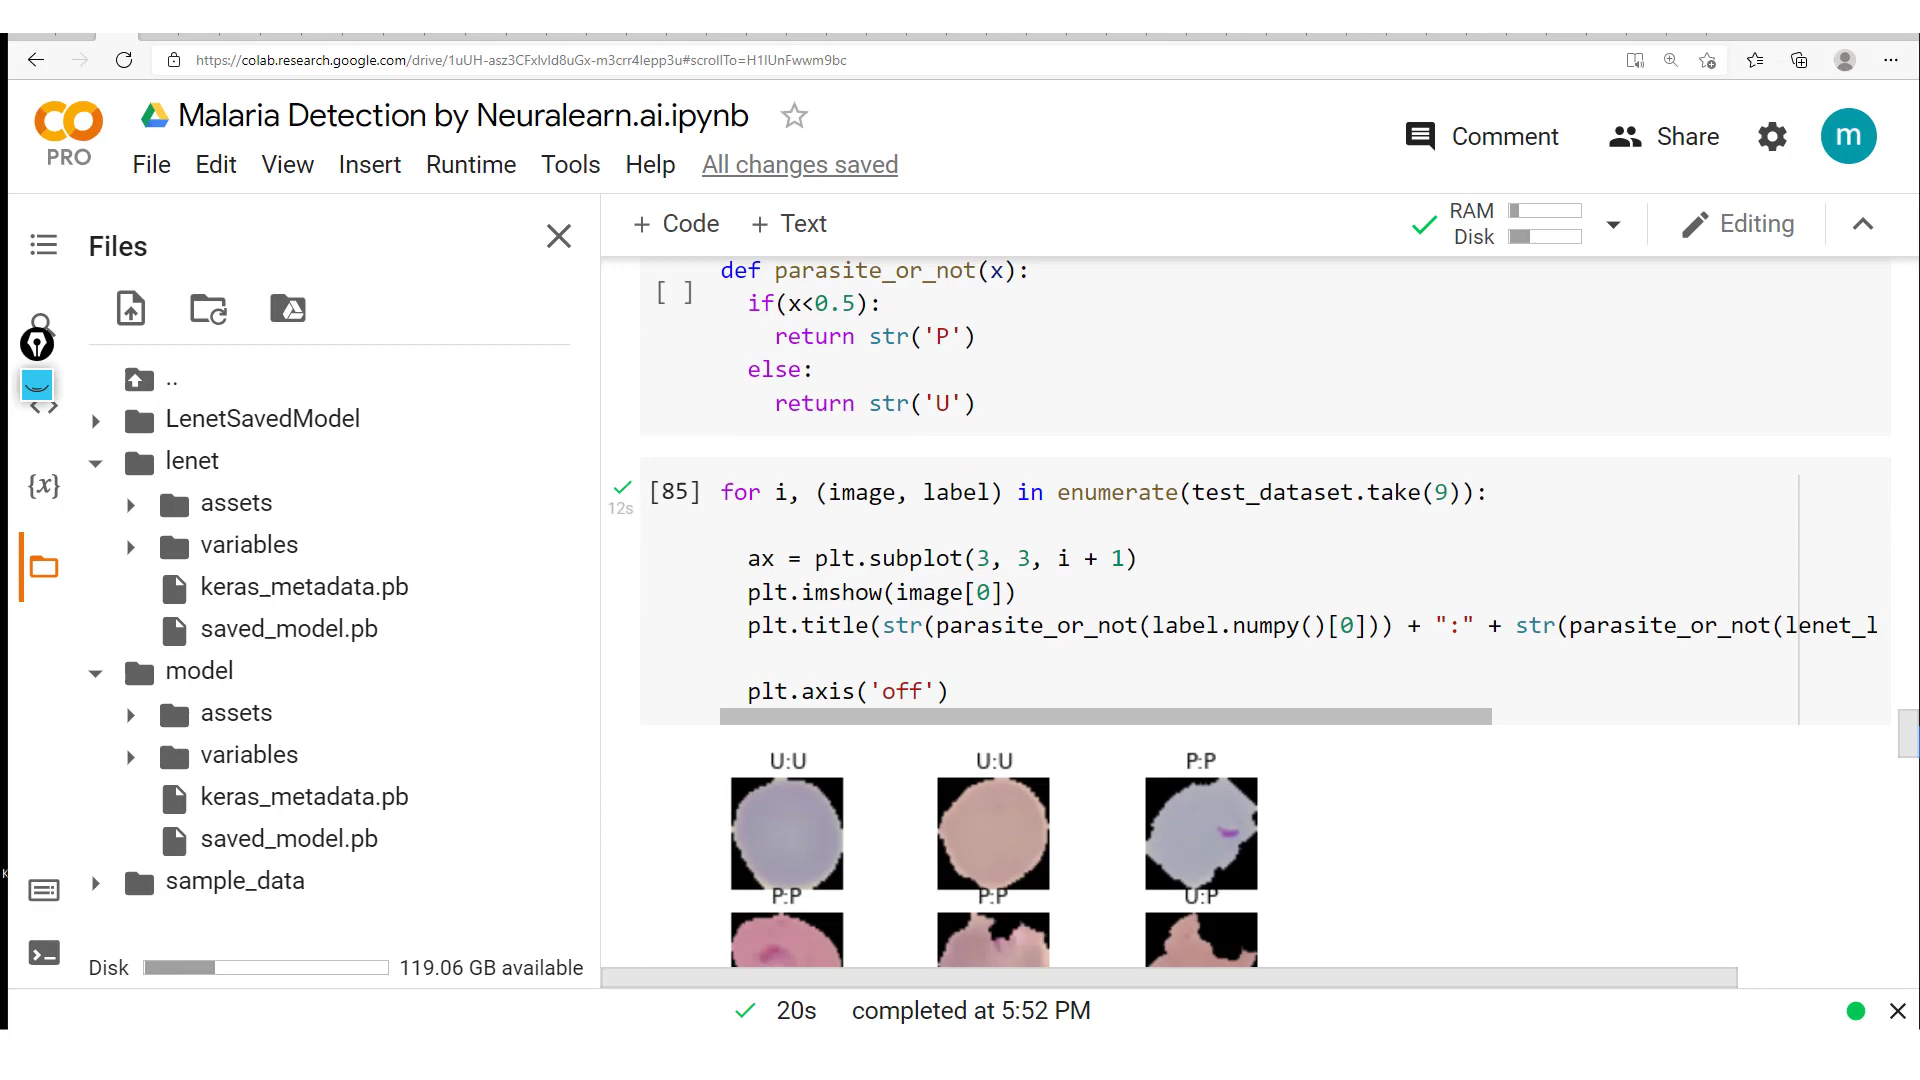 https://colab.research.google.com/drive/1uUH-asz3CFxlvld8uGx-m3crr4lepp3u#scrollTo=H1lUnFwwm9bc
PRO
Malaria Detection by Neuralearn.ai.ipynb
File Edit View Insert Runtime Tools Help All changes saved
Comment
Share
m
Files
+ Code + Text
RAM
Disk
Editing
..
LenetSavedModel
lenet
assets
variables
keras_metadata.pb
saved_model.pb
model
assets
variables
keras_metadata.pb
saved_model.pb
sample_data
Disk
119.06 GB available
{x}
[ ]
def parasite_or_not(x):
if(x<0.5):
return str('P')
else:
return str('U')
12s
[85] for i, (image, label) in enumerate(test_dataset.take(9)):
ax = plt.subplot(3, 3, i + 1)
plt.imshow(image[0])
plt.title(str(parasite_or_not(label.numpy()[0])) + ":" + str(parasite_or_not(lenet_l
plt.axis('off')
U:U U:U P:P
P:P P:P U:P
20s completed at 5:52 PM